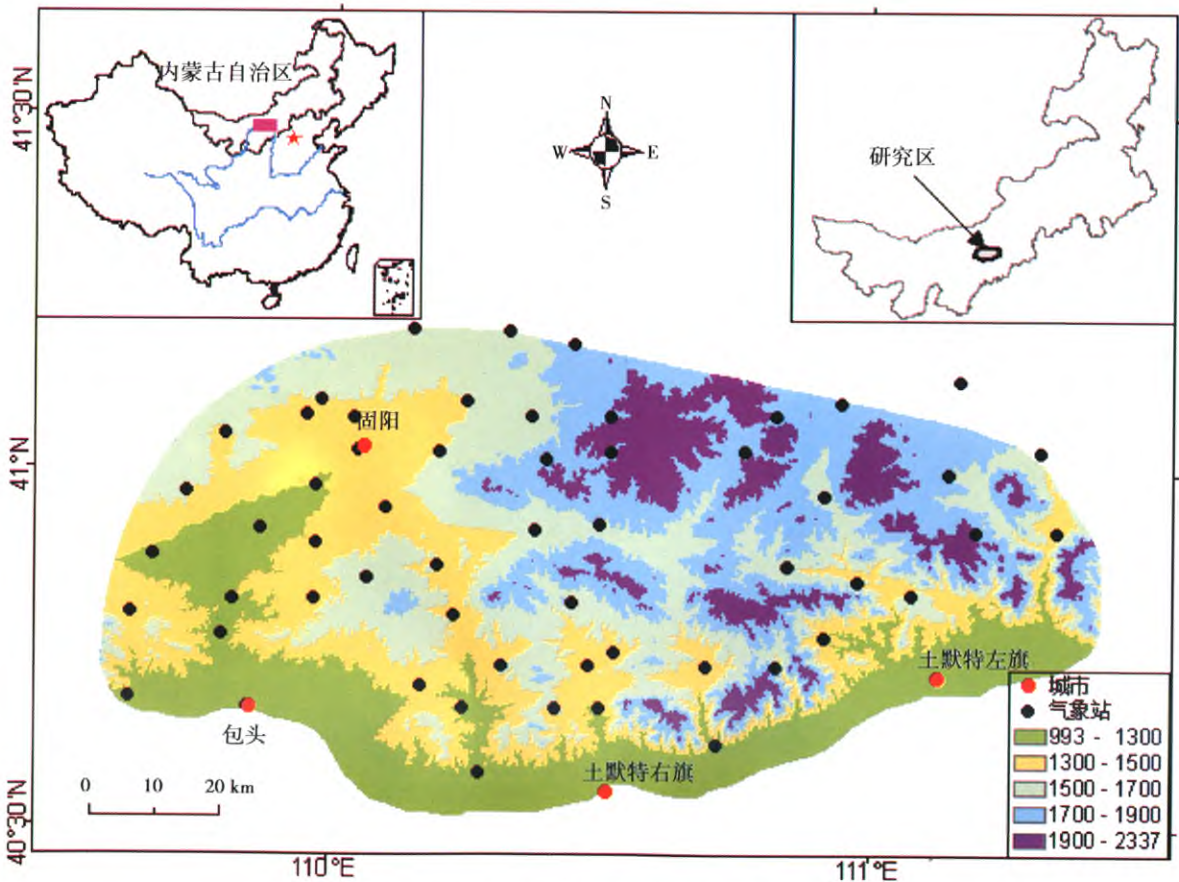 内蒙古自治区
N
W E
S
研究区
41°30'N
41°N
40°30'N
固阳
包头
土默特右旗
土默特左旗
0 10 20 km
110°E
111°E
城市
气象站
993 - 1300
1300 - 1500
1500 - 1700
1700 - 1900
1900 - 2337